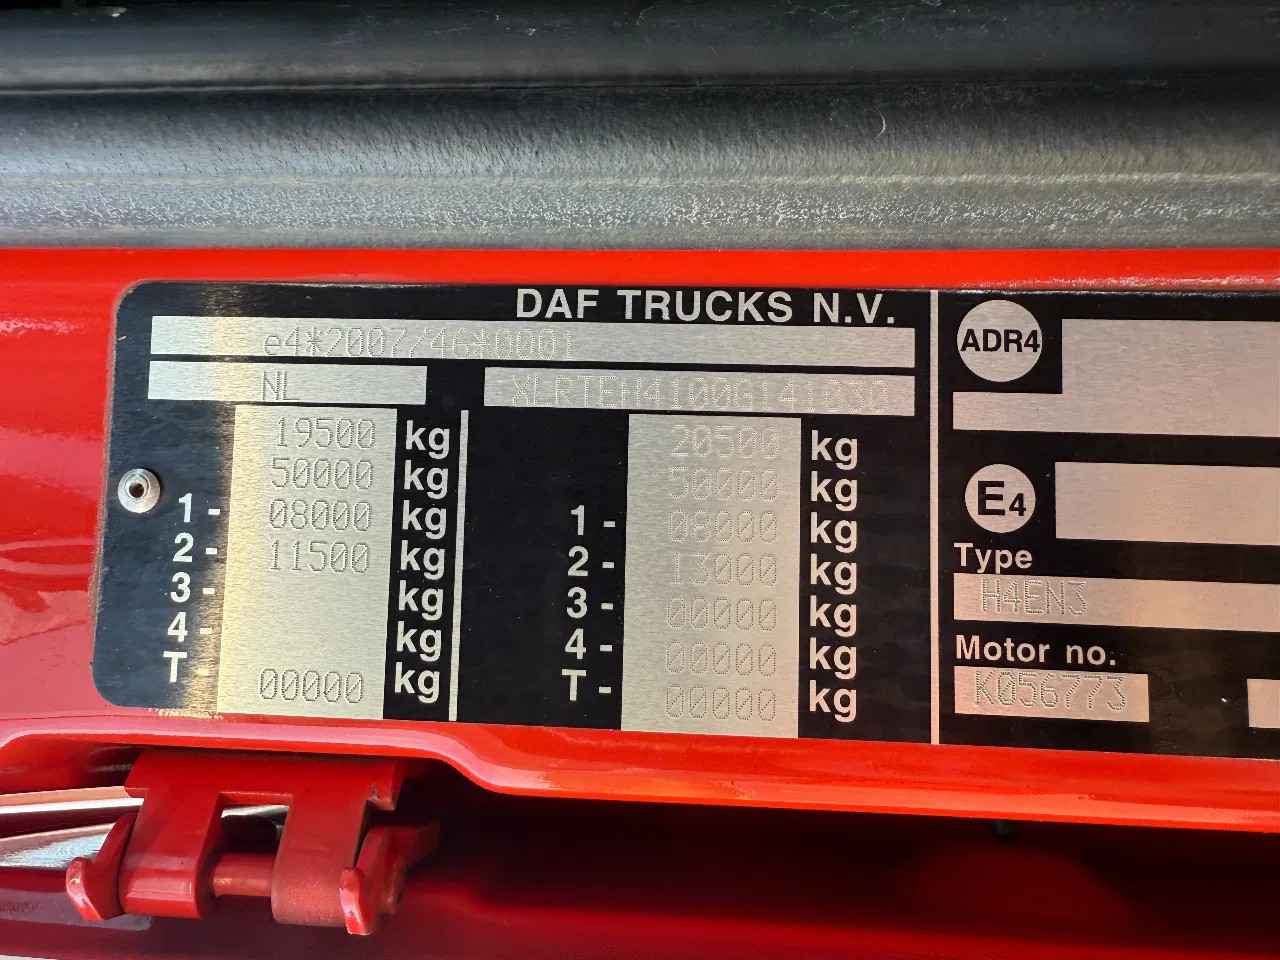 DAF TRUCKS N.V.
e4*2007/46*0001
NL XLRTEH4100G141030
19500 kg 20500 kg
50000 kg 50000 kg
1- 08000 kg 1- 08000 kg
2- 11500 kg 2- 13000 kg
3- kg 3- 00000 kg
4- kg 4- 00000 kg
T- 00000 kg T- 00000 kg
ADR4
E4
Type
H4EN3
Motor no.
K056773